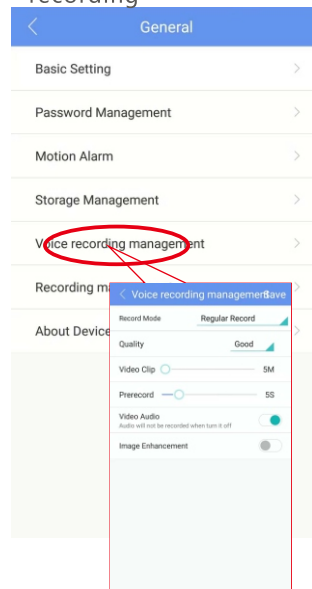 recording
General
Basic Setting
Password Management
Motion Alarm
Storage Management
Voice recording management
Recording m
About Device
Voice recording management Save
Record Mode Regular Record
Quality Good
Video Clip 5M
Prerecord 5S
Video Audio
Audio will not be recorded when turn it off
Image Enhancement